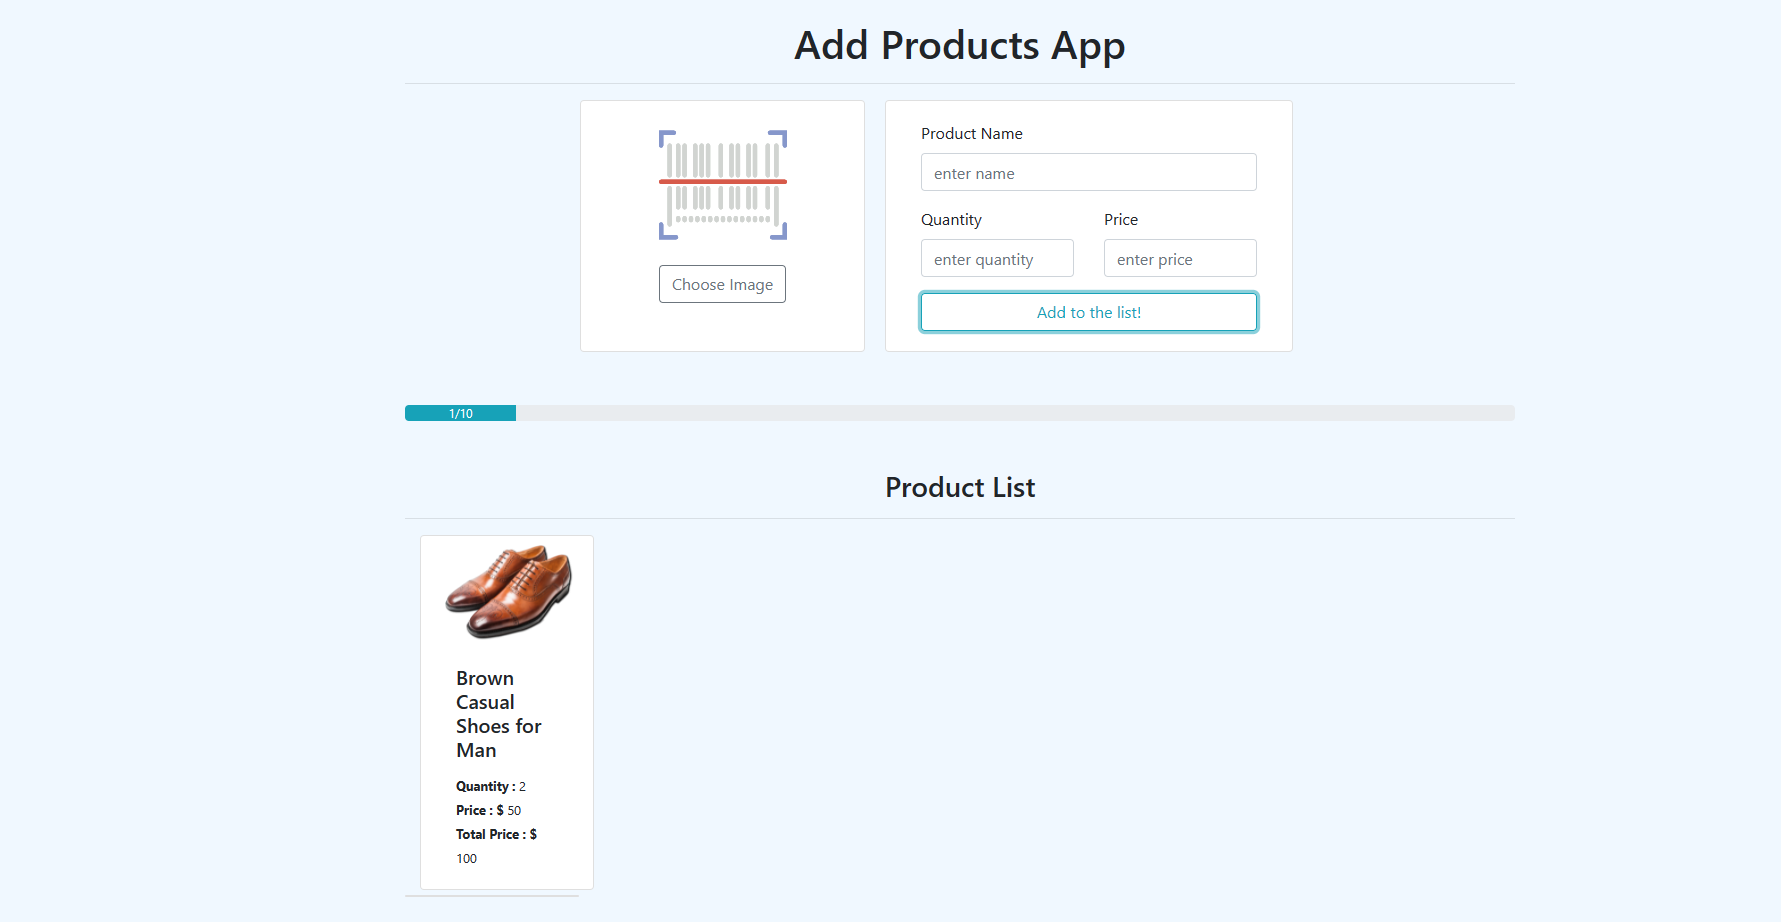 Add Products App
Choose Image
Product Name
enter name
Quantity
Price
enter quantity
enter price
Add to the list!
1/10
Product List
Brown
Casual
Shoes for
Man
Quantity : 2
Price : $ 50
Total Price : $
100